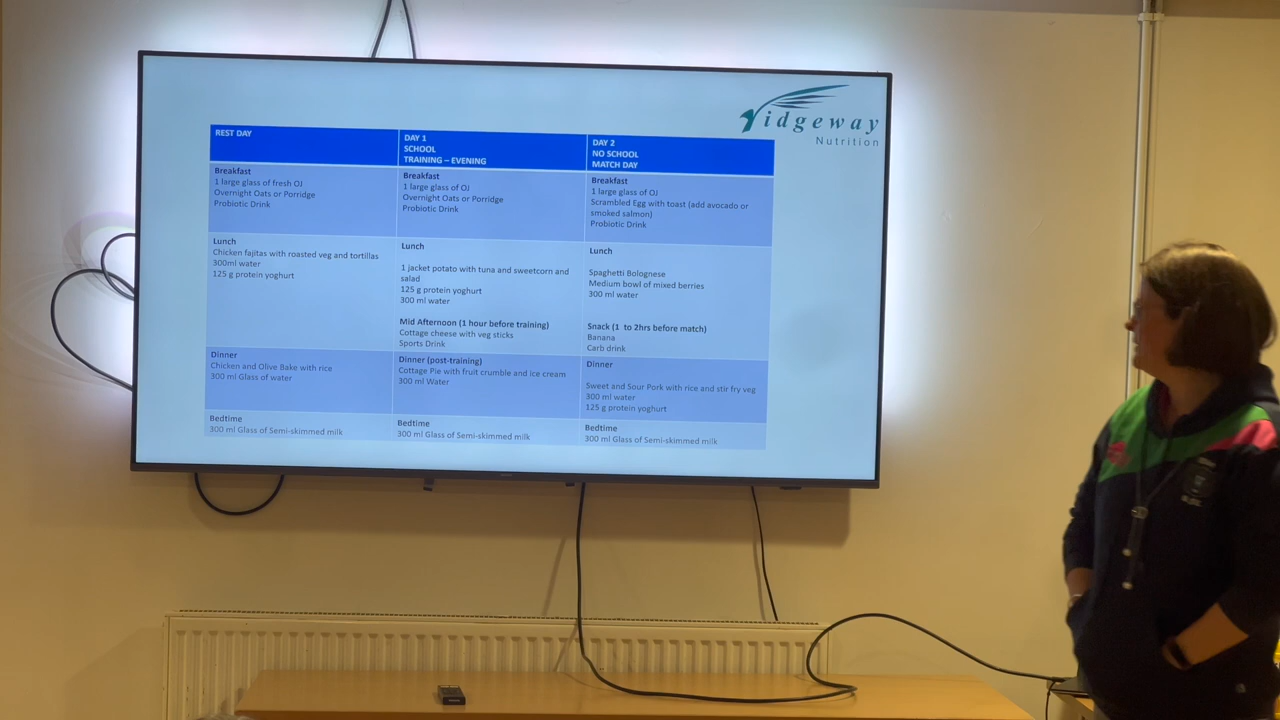 Ridgeway
Nutrition
REST DAY
DAY 1
SCHOOL
TRAINING – EVENING
DAY 2
NO SCHOOL
MATCH DAY
Breakfast
1 large glass of fresh OJ
Overnight Oats or Porridge
Probiotic Drink
Breakfast
1 large glass of OJ
Overnight Oats or Porridge
Probiotic Drink
Breakfast
1 large glass of OJ
Scrambled Egg with toast (add avocado or
smoked salmon)
Probiotic Drink
Lunch
Chicken fajitas with roasted veg and tortillas
300ml water
125 g protein yoghurt
Lunch
1 jacket potato with tuna and sweetcorn and
salad
125 g protein yoghurt
300 ml water
Mid Afternoon (1 hour before training)
Cottage cheese with veg sticks
Sports Drink
Lunch
Spaghetti Bolognese
Medium bowl of mixed berries
300 ml water
Snack (1 to 2hrs before match)
Banana
Carb drink
Dinner
Chicken and Olive Bake with rice
300 ml Glass of water
Dinner (post-training)
Cottage Pie with fruit crumble and ice cream
300 ml Water
Dinner
Sweet and Sour Pork with rice and stir fry veg
300 ml water
125 g protein yoghurt
Bedtime
300 ml Glass of Semi-skimmed milk
Bedtime
300 ml Glass of Semi-skimmed milk
Bedtime
300 ml Glass of Semi-skimmed milk